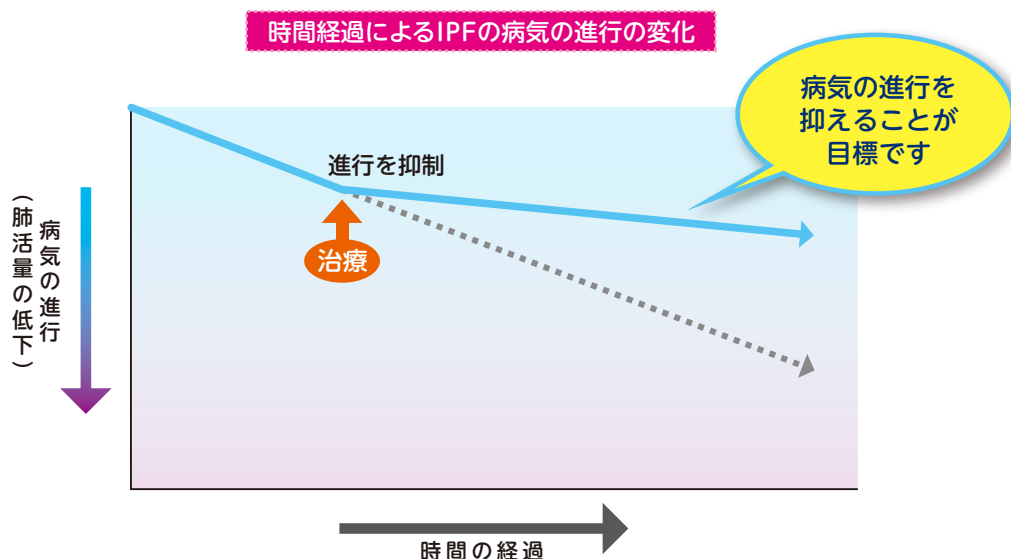 時間経過によるIPFの病気の進行の変化
病気の進行を
抑えることが
目標です
進行を抑制
治療
病気の進行
（肺活量の低下）
時間の経過